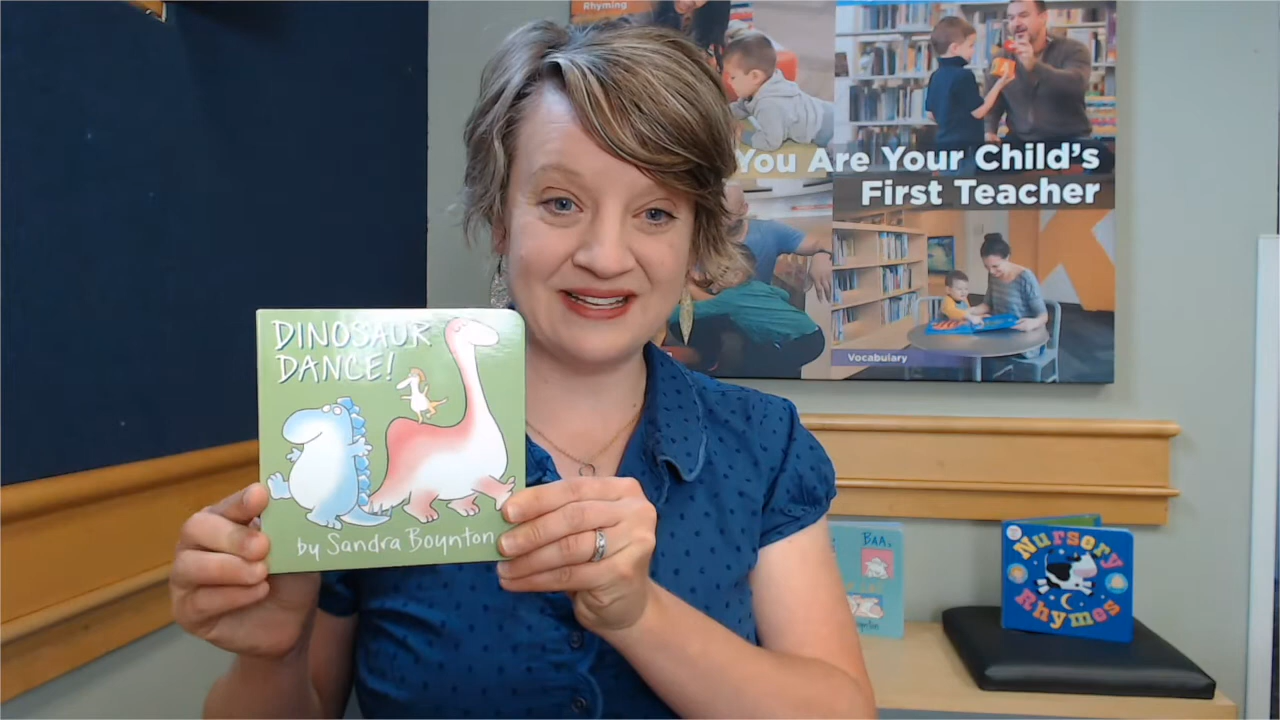 Rhyming
You Are Your Child's
First Teacher
Vocabulary
DINOSAUR
DANCE!
by Sandra Boynton
BAA,
Nursery
Rhymes